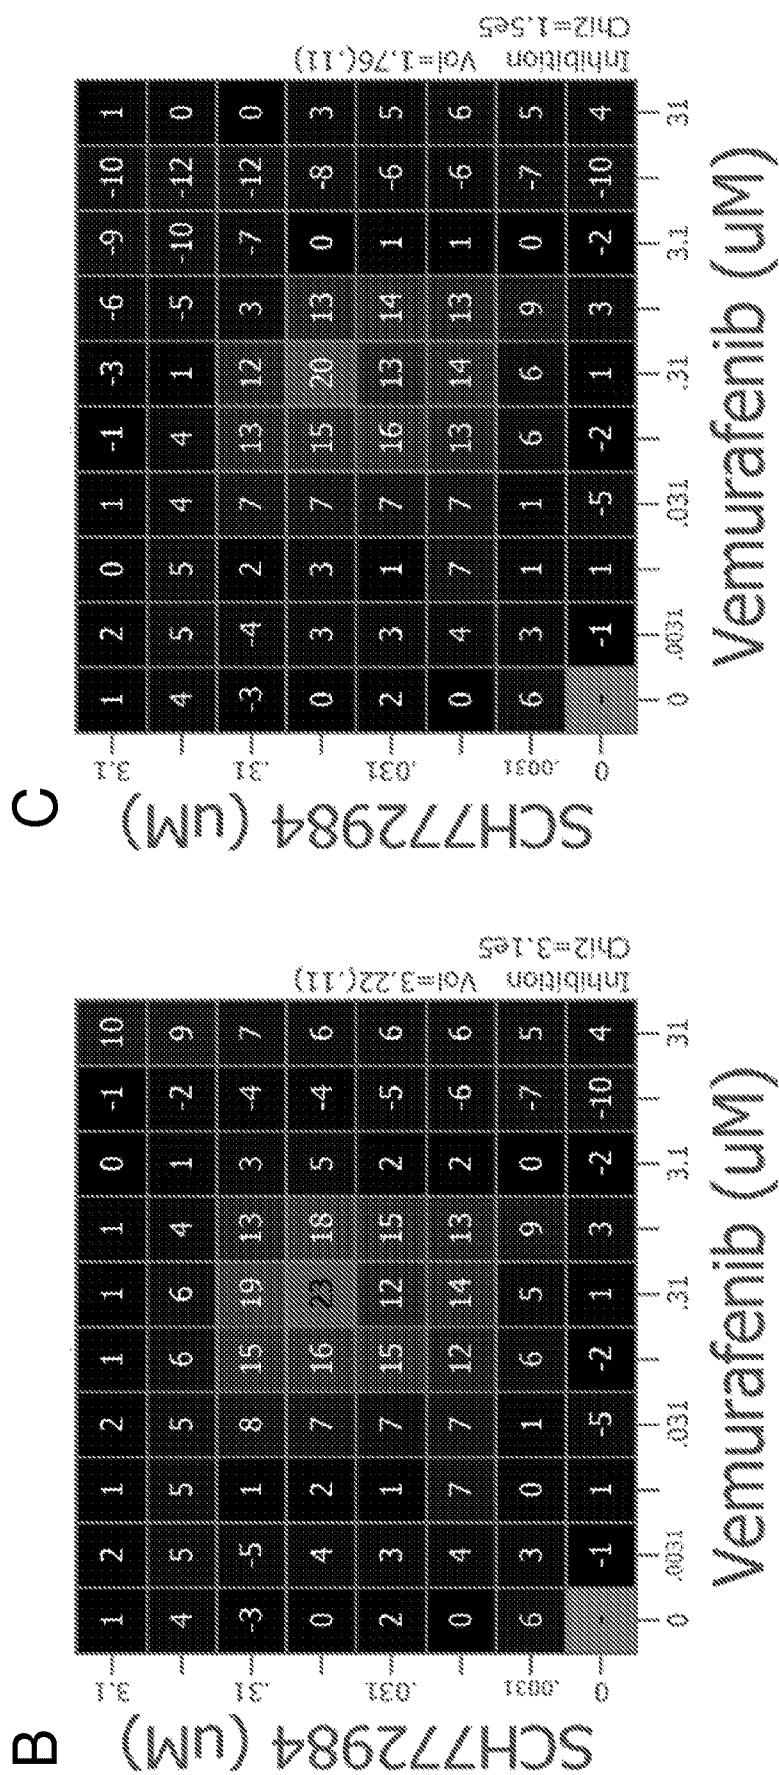 B
SCH772984 (uM)
3.1 1 2 1 2 1 1 1 0 -1 10
4 5 5 5 6 6 4 1 -2 9
.31 -3 -5 1 8 15 19 13 3 -4 7
0 4 2 7 16 23 18 5 -4 6
.031 2 3 1 7 15 12 15 2 -5 6
0 4 7 7 12 14 13 2 -6 6
.0031 6 3 0 1 6 5 9 0 -7 5
0 - -1 1 -5 -2 1 3 -2 -10 4
0 .0031 .031 .31 3.1 31
Vemurafenib (uM)
Inhibition Vol=3.22(.11)
Chi2=3.1e5
C
SCH772984 (uM)
3.1 1 2 0 1 -1 -3 -6 -9 -10 1
4 5 5 4 4 1 -5 -10 -12 0
.31 -3 -4 2 7 13 12 3 -7 -12 0
0 3 3 7 15 20 13 0 -8 3
.031 2 3 1 7 16 13 14 1 -6 5
0 4 7 7 13 14 13 1 -6 6
.0031 6 3 1 1 6 6 9 0 -7 5
0 - -1 1 -5 -2 1 3 -2 -10 4
0 .0031 .031 .31 3.1 31
Vemurafenib (uM)
Inhibition Vol=1.76(.11)
Chi2=1.5e5